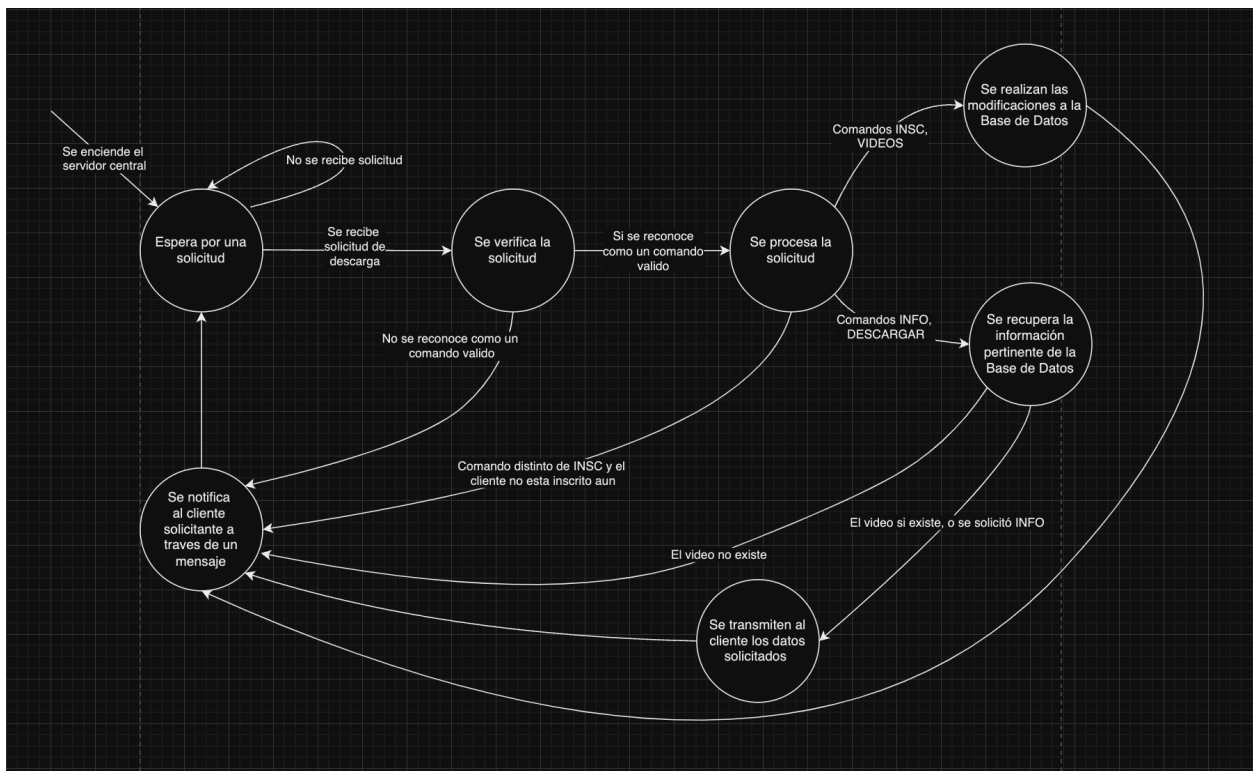 Se realizan las
modificaciones a la
Base de Datos
Comandos INSC,
VIDEOS
Se enciende el
servidor central
No se recibe solicitud
Espera por una
solicitud
Se recibe
solicitud de
descarga
Se verifica la
solicitud
Si se reconoce
como un comando
valido
Se procesa la
solicitud
Comandos INFO,
DESCARGAR
Se recupera la
información
pertinente de la
Base de Datos
No se reconoce como un
comando valido
Comando distinto de INSC y el
cliente no esta inscrito aun
Se notifica
al cliente
solicitante a
traves de un
mensaje
El video si existe, o se solicitó INFO
El video no existe
Se transmiten al
cliente los datos
solicitados